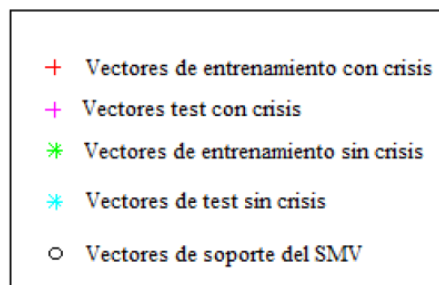 Vectores de entrenamiento con crisis
Vectores test con crisis
Vectores de entrenamiento sin crisis
Vectores de test sin crisis
Vectores de soporte del SMV